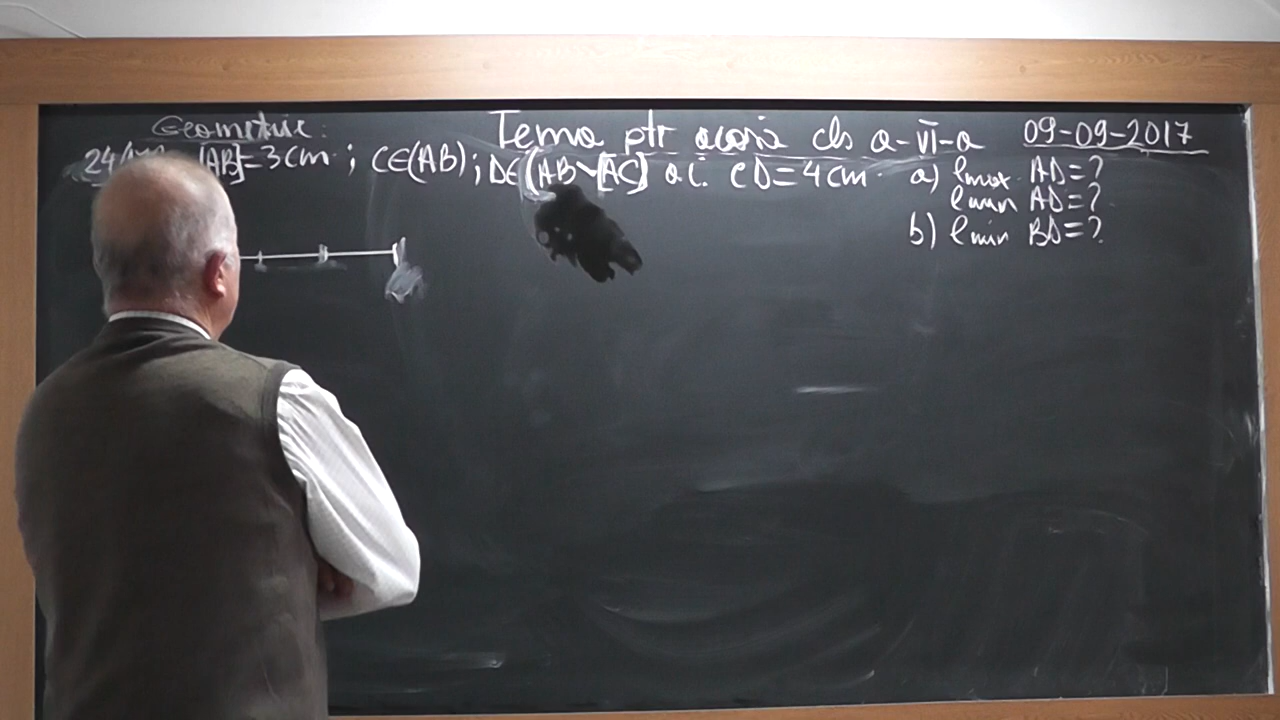 Geometrie:
Tema ptr acasă cls a-VI-a 09-09-2017
24/ [AB]=3cm; C∈(AB); D∈(AB∖[AC] a.î. CD=4cm. a) lmax AD=?
lmin AD=?
b) lmin BD=?